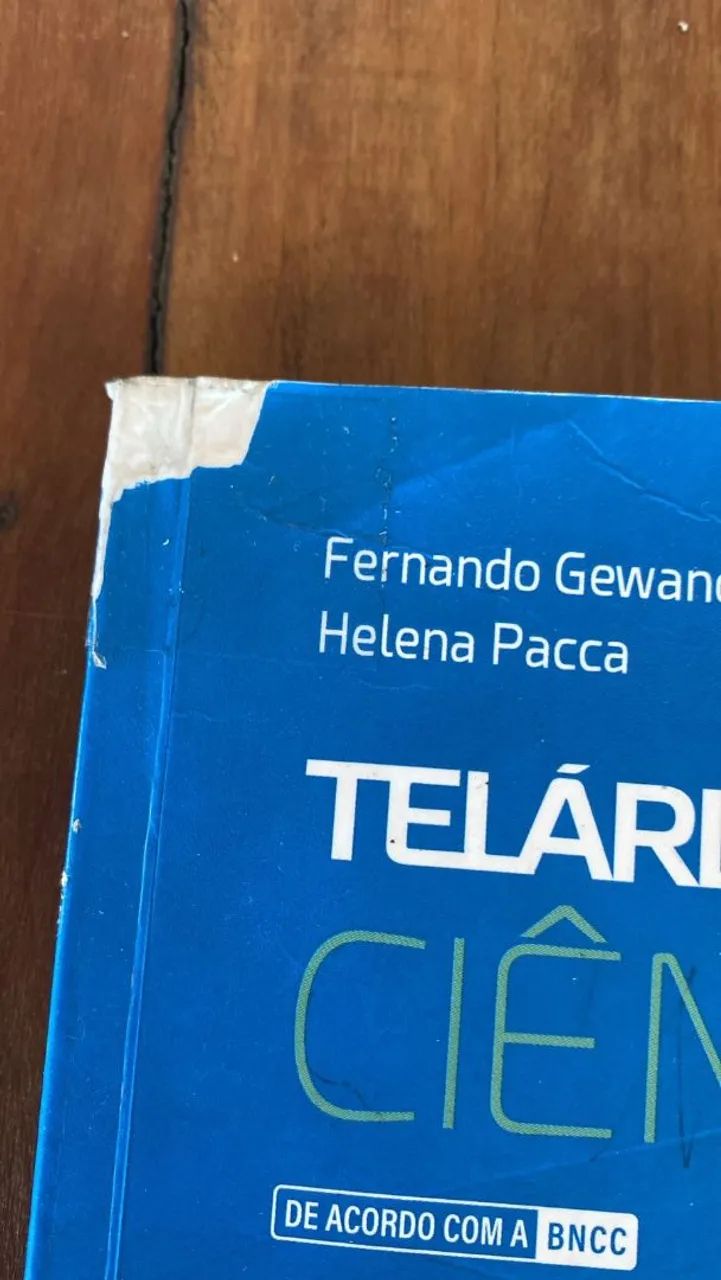 Fernando Gewand
Helena Pacca
TELÁRI
CIÊN
DE ACORDO COM A BNCC